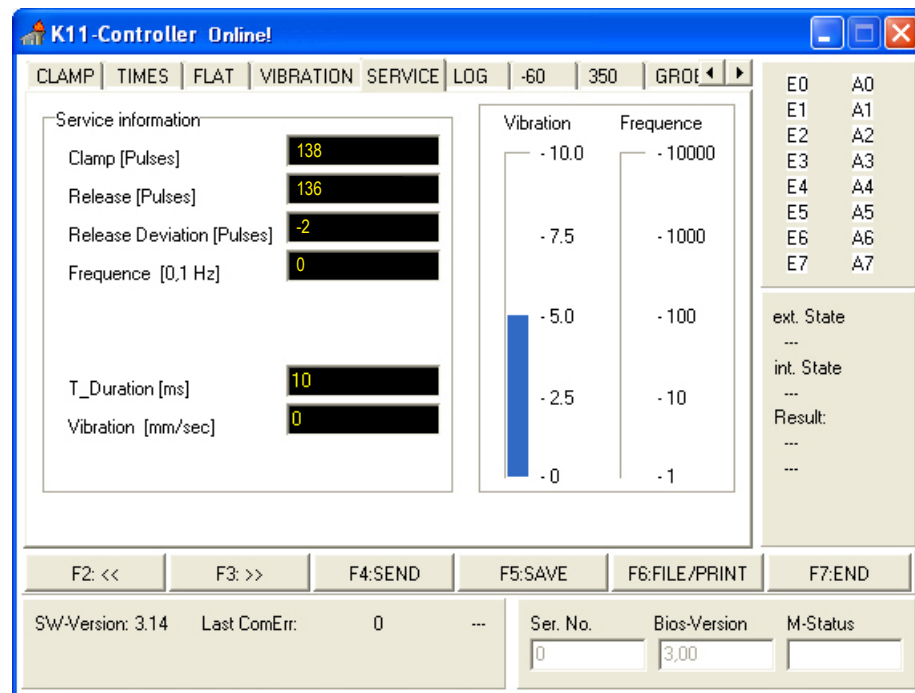 K11-Controller Online!
CLAMP TIMES FLAT VIBRATION SERVICE LOG -60 350
Service information
Clamp [Pulses] 138
Release [Pulses] 136
Release Deviation [Pulses] -2
Frequence [0,1 Hz] 0
T_Duration [ms] 10
Vibration [mm/sec] 0
Vibration Frequence
- 10.0 - 10000
- 7.5 - 1000
- 5.0 - 100
- 2.5 - 10
- 0 - 1
E0 A0
E1 A1
E2 A2
E3 A3
E4 A4
E5 A5
E6 A6
E7 A7
ext. State
---
int. State
---
Result:
---
---
F2: << F3: >> F4:SEND F5:SAVE F6:FILE/PRINT F7:END
SW-Version: 3.14 Last ComErr: 0 ---
Ser. No. Bios-Version M-Status
0 3,00